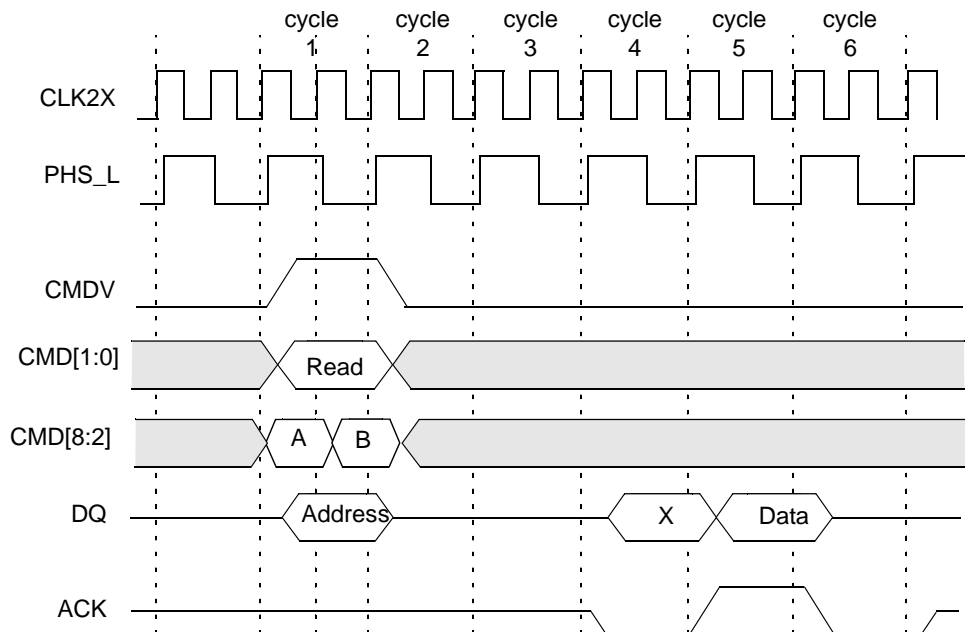 cycle cycle cycle cycle cycle cycle
1 2 3 4 5 6
CLK2X
PHS_L
CMDV
CMD[1:0] Read
CMD[8:2] A B
DQ Address X Data
ACK